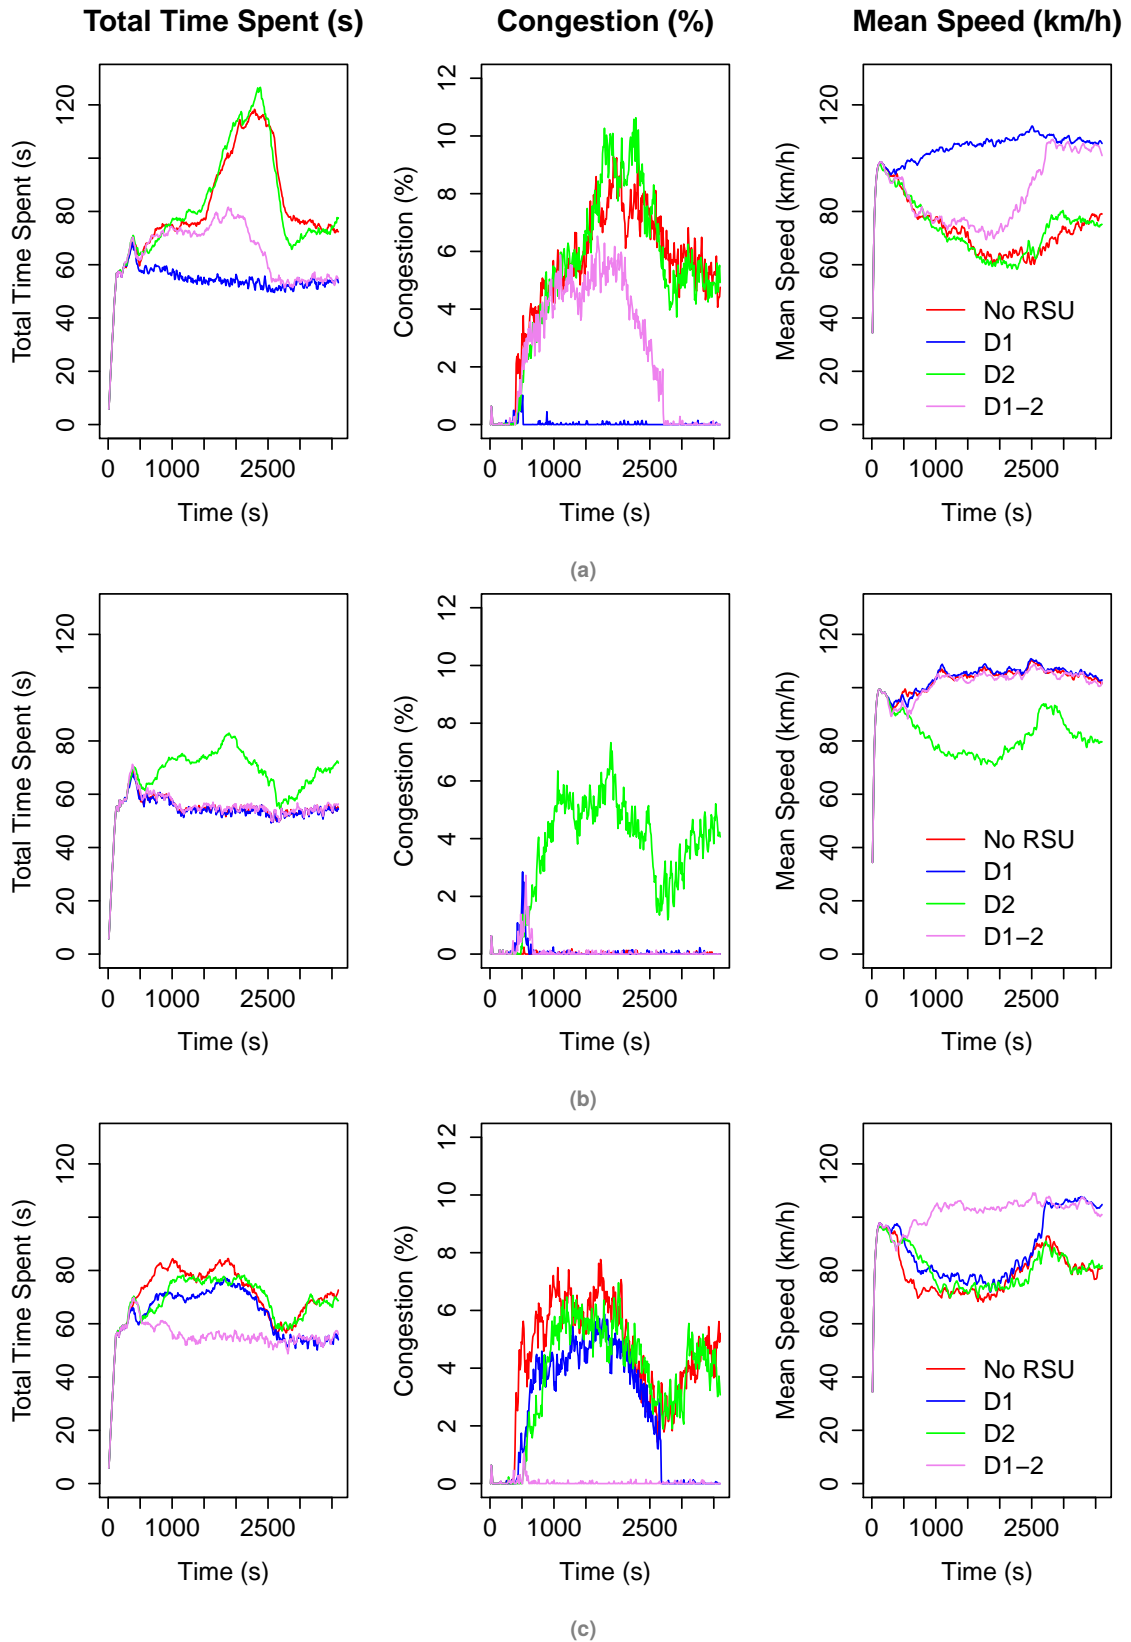 Total Time Spent (s) Congestion (%) Mean Speed (km/h)
Total Time Spent (s)
0 20 40 60 80 120
0 1000 2500
Time (s)
Congestion (%)
0 2 4 6 8 10 12
0 1000 2500
Time (s)
Mean Speed (km/h)
0 20 40 60 80 120
0 1000 2500
Time (s)
No RSU
D1
D2
D1−2
(a)
Total Time Spent (s)
0 20 40 60 80 120
0 1000 2500
Time (s)
Congestion (%)
0 2 4 6 8 10 12
0 1000 2500
Time (s)
Mean Speed (km/h)
0 20 40 60 80 120
0 1000 2500
Time (s)
No RSU
D1
D2
D1−2
(b)
Total Time Spent (s)
0 20 40 60 80 120
0 1000 2500
Time (s)
Congestion (%)
0 2 4 6 8 10 12
0 1000 2500
Time (s)
Mean Speed (km/h)
0 20 40 60 80 120
0 1000 2500
Time (s)
No RSU
D1
D2
D1−2
(c)